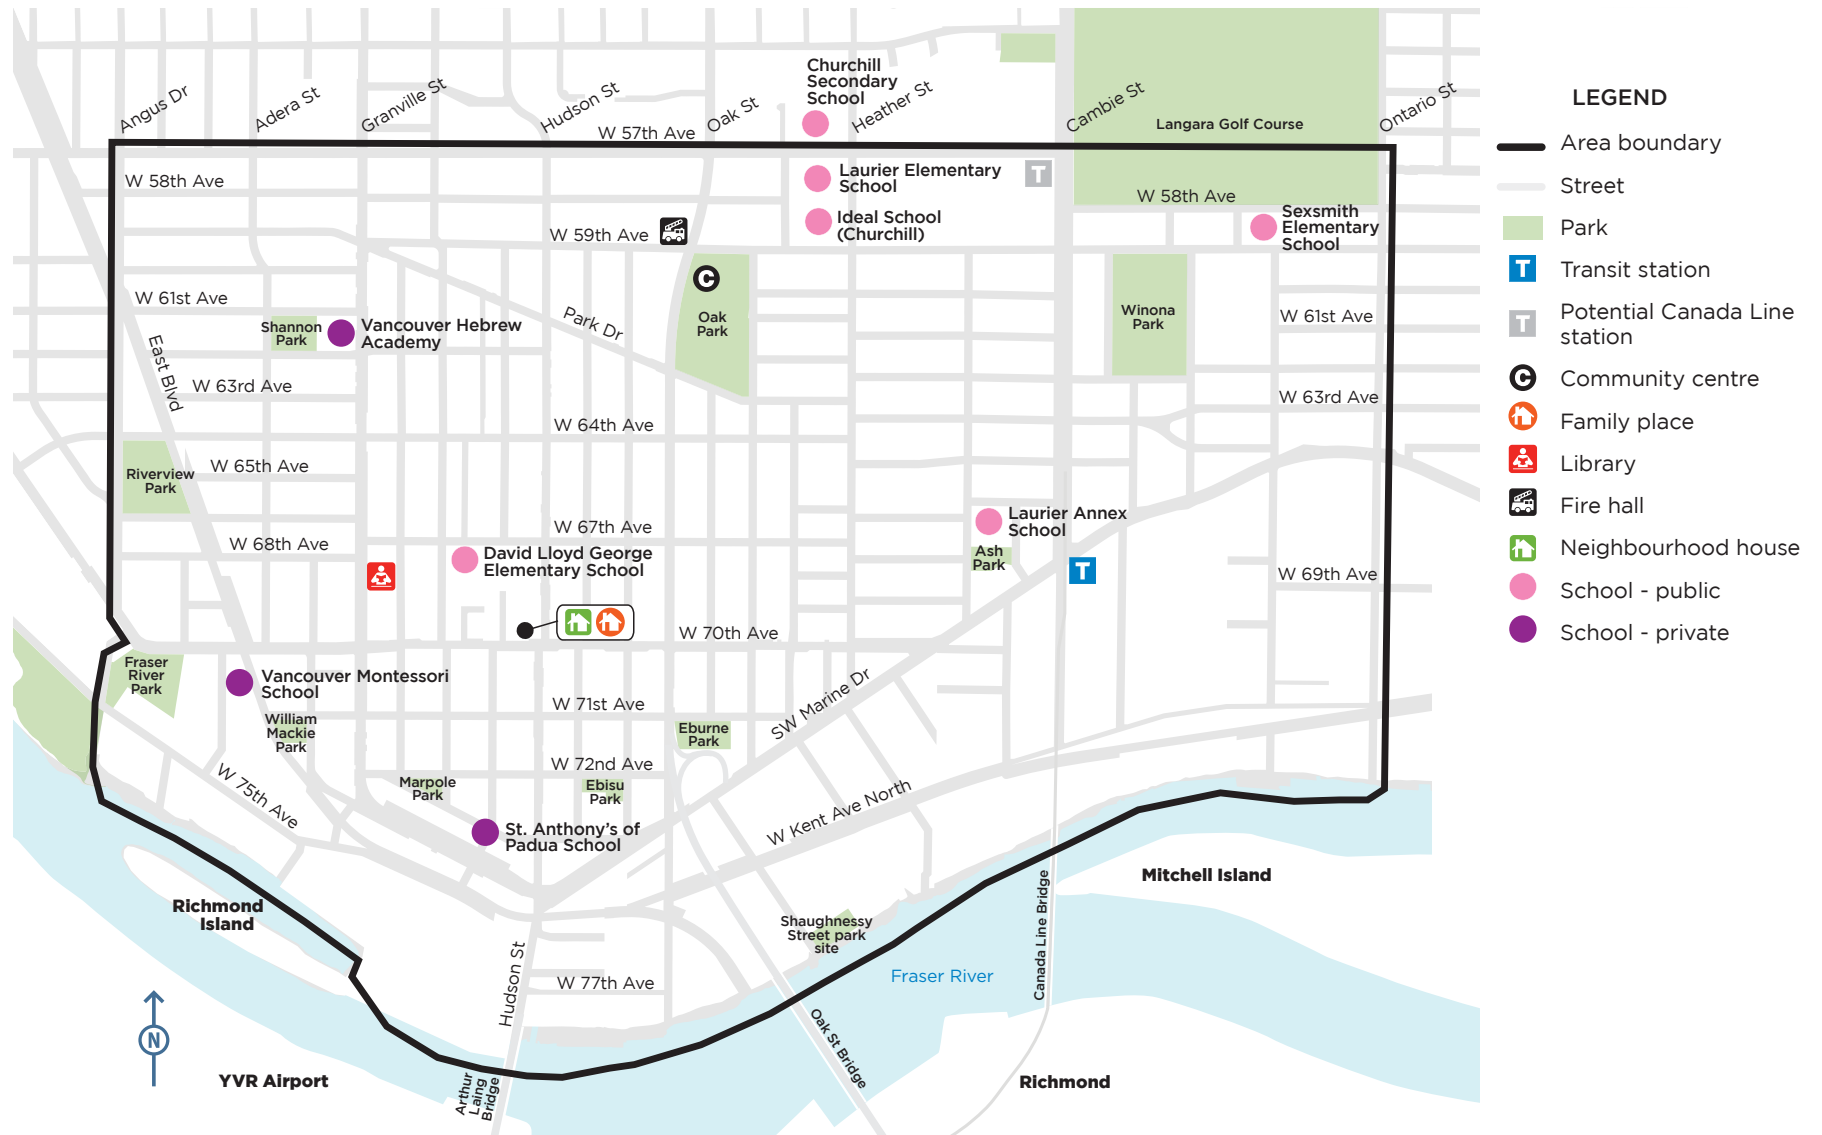 Churchill
Secondary
School
Angus Dr
Adera St
Granville St
Hudson St
W 57th Ave
Oak St
Heather St
Cambie St
Langara Golf Course
Ontario St
W 58th Ave
Laurier Elementary
School
T
W 58th Ave
Ideal School
(Churchill)
Sexsmith
Elementary
School
W 59th Ave
C
W 61st Ave
Shannon
Park
Vancouver Hebrew
Academy
Park Dr
Oak
Park
Winona
Park
W 61st Ave
East Blvd
W 63rd Ave
W 63rd Ave
W 64th Ave
Riverview
Park
W 65th Ave
W 67th Ave
Laurier Annex
School
W 68th Ave
David Lloyd George
Elementary School
Ash
Park
T
W 69th Ave
W 70th Ave
Fraser
River
Park
Vancouver Montessori
School
W 71st Ave
SW Marine Dr
William
Mackie
Park
Eburne
Park
W 72nd Ave
W 75th Ave
Marpole
Park
Ebisu
Park
W Kent Ave North
St. Anthony's of
Padua School
Mitchell Island
Richmond
Island
Shaughnessy
Street park
site
Canada Line Bridge
Hudson St
Fraser River
W 77th Ave
N
Oak St Bridge
YVR Airport
Arthur
Laing
Bridge
Richmond
LEGEND
Area boundary
Street
Park
T
Transit station
T
Potential Canada Line
station
C
Community centre
Family place
Library
Fire hall
Neighbourhood house
School - public
School - private